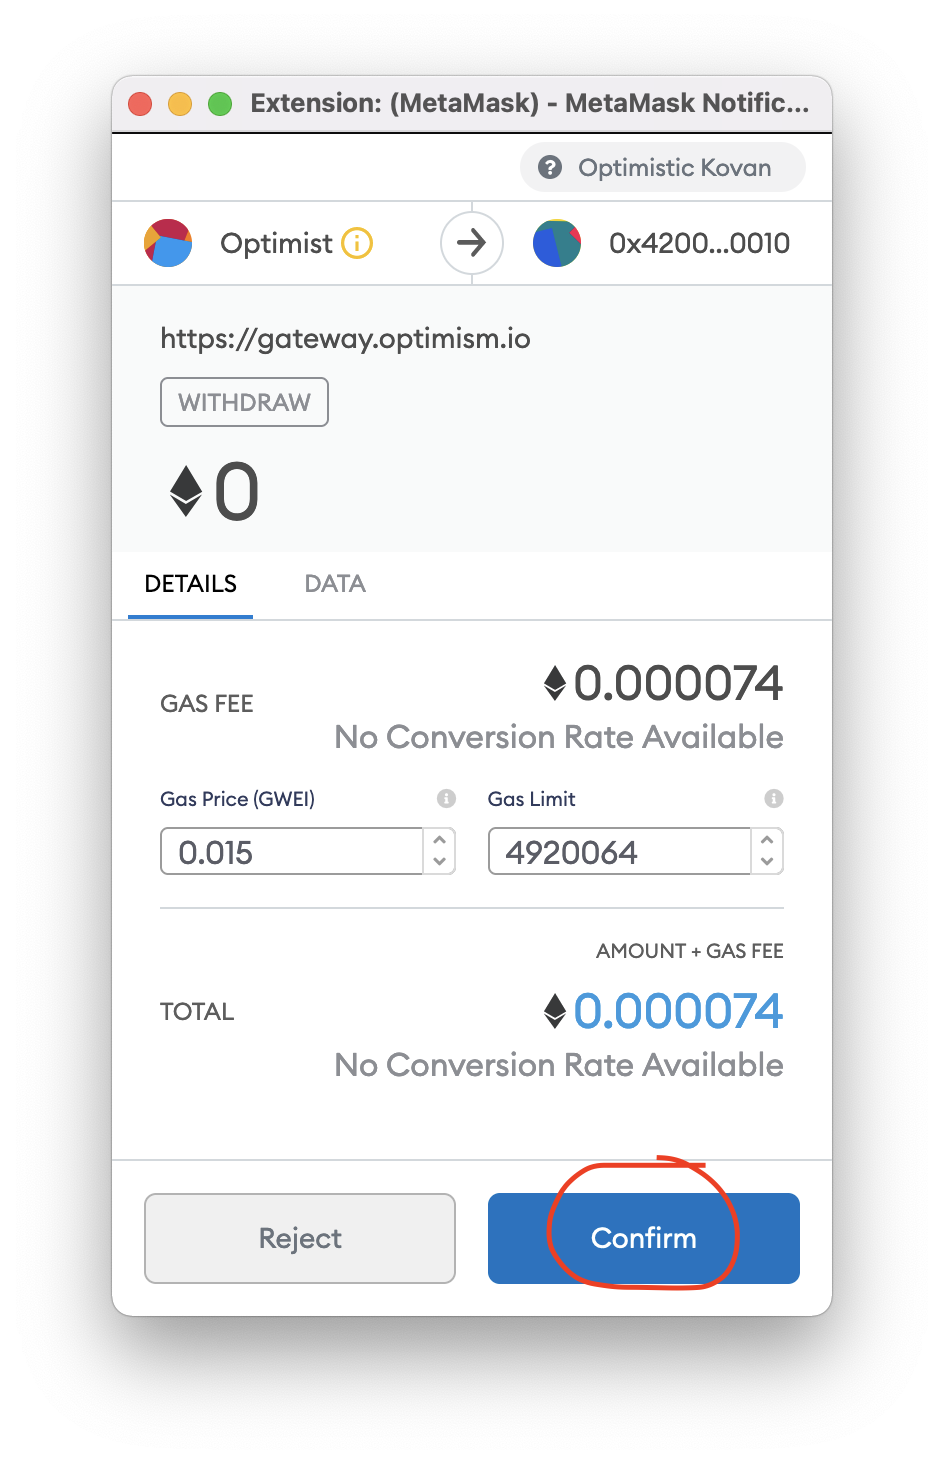 Extension: (MetaMask) - MetaMask Notific...
? Optimistic Kovan
Optimist i 0x4200...0010
https://gateway.optimism.io
WITHDRAW
0
DETAILS DATA
GAS FEE 0.000074
No Conversion Rate Available
Gas Price (GWEI) i Gas Limit i
0.015 4920064
AMOUNT + GAS FEE
TOTAL 0.000074
No Conversion Rate Available
Reject Confirm